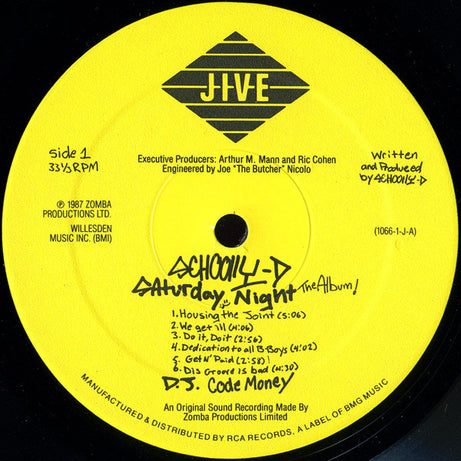 JIVE
Side 1
33⅓ RPM
Executive Producers: Arthur M. Mann and Ric Cohen
Engineered by Joe "The Butcher" Nicolo
Written
and Produced
by SCHOOLLY-D
℗ 1987 ZOMBA
PRODUCTIONS LTD.
WILLESDEN
MUSIC INC. (BMI)
(1066-1-J-A)
SCHOOLLY-D
SAturday Night The Album!
1. Housing the Joint (5:06)
2. We get ill (4:06)
3. Do it, Do it (2:56)
4. Dedication to all B-Boys (4:02)
5. Get N' Paid (2:58)!
6. Dis Groove is bad (4:30)
D.J. Code Money
An Original Sound Recording Made By
Zomba Productions Limited
MANUFACTURED & DISTRIBUTED BY RCA RECORDS, A LABEL OF BMG MUSIC